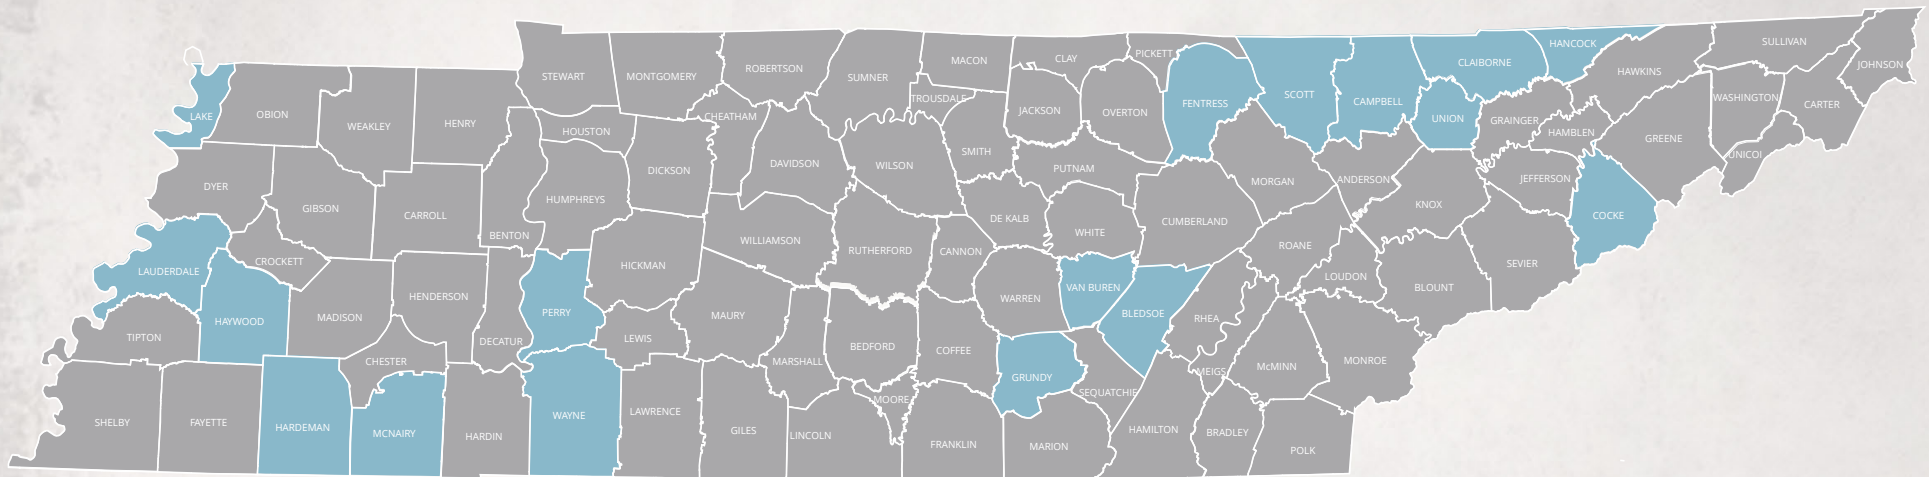 STEWART
MONTGOMERY
ROBERTSON
SUMNER
MACON
CLAY
PICKETT
HANCOCK
SULLIVAN
CLAIBORNE
JOHNSON
HAWKINS
LAKE
OBION
WEAKLEY
HENRY
HOUSTON
CHEATHAM
TROUSDALE
JACKSON
OVERTON
FENTRESS
SCOTT
CAMPBELL
UNION
GRAINGER
HAMBLEN
WASHINGTON
CARTER
GREENE
UNICOI
DYER
GIBSON
CARROLL
BENTON
HUMPHREYS
DICKSON
DAVIDSON
WILSON
SMITH
PUTNAM
MORGAN
ANDERSON
KNOX
JEFFERSON
COCKE
DE KALB
WHITE
CUMBERLAND
ROANE
LOUDON
BLOUNT
SEVIER
LAUDERDALE
CROCKETT
HAYWOOD
MADISON
HENDERSON
DECATUR
PERRY
HICKMAN
WILLIAMSON
RUTHERFORD
CANNON
WARREN
VAN BUREN
BLEDSOE
RHEA
TIPTON
CHESTER
LEWIS
MAURY
MARSHALL
BEDFORD
COFFEE
GRUNDY
SEQUATCHIE
MEIGS
McMINN
MONROE
SHELBY
FAYETTE
HARDEMAN
MCNAIRY
HARDIN
WAYNE
LAWRENCE
GILES
LINCOLN
MOORE
FRANKLIN
MARION
HAMILTON
BRADLEY
POLK